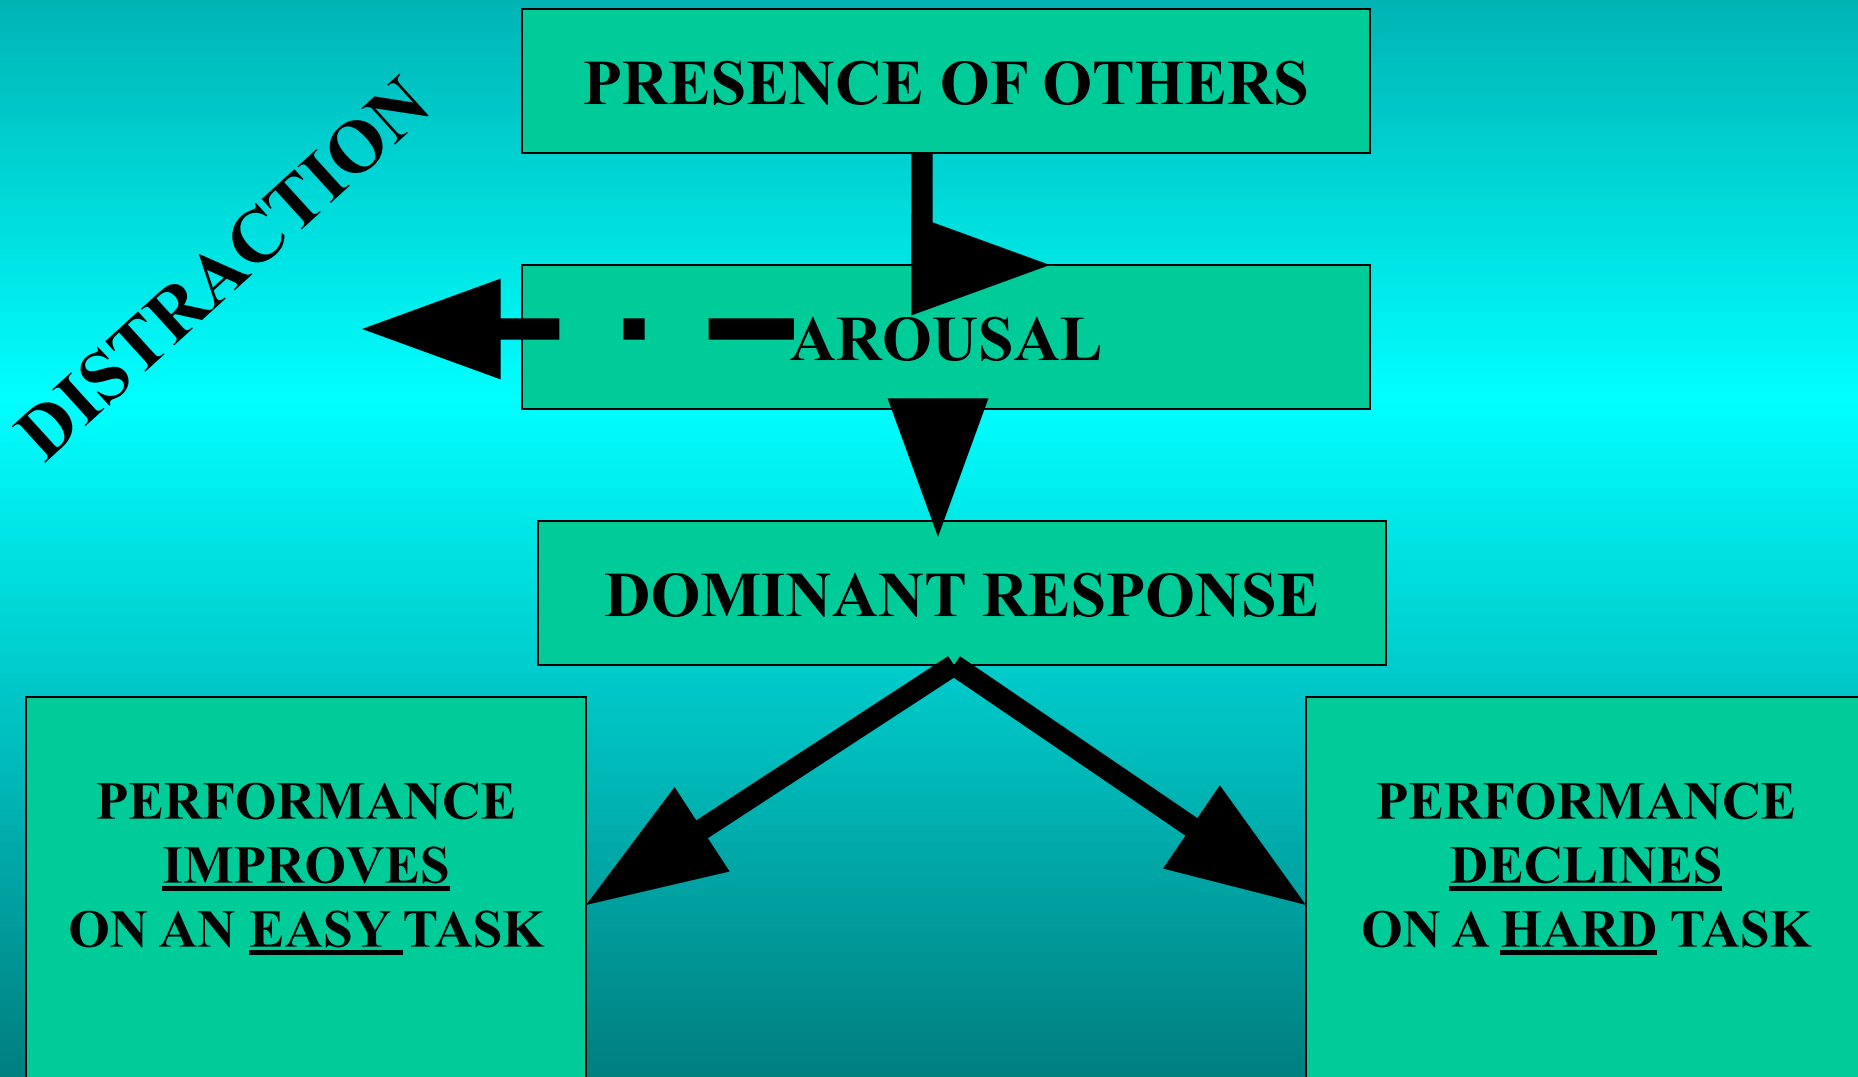 PRESENCE OF OTHERS
DISTRACTION
AROUSAL
DOMINANT RESPONSE
PERFORMANCE
IMPROVES
ON AN EASY TASK
PERFORMANCE
DECLINES
ON A HARD TASK